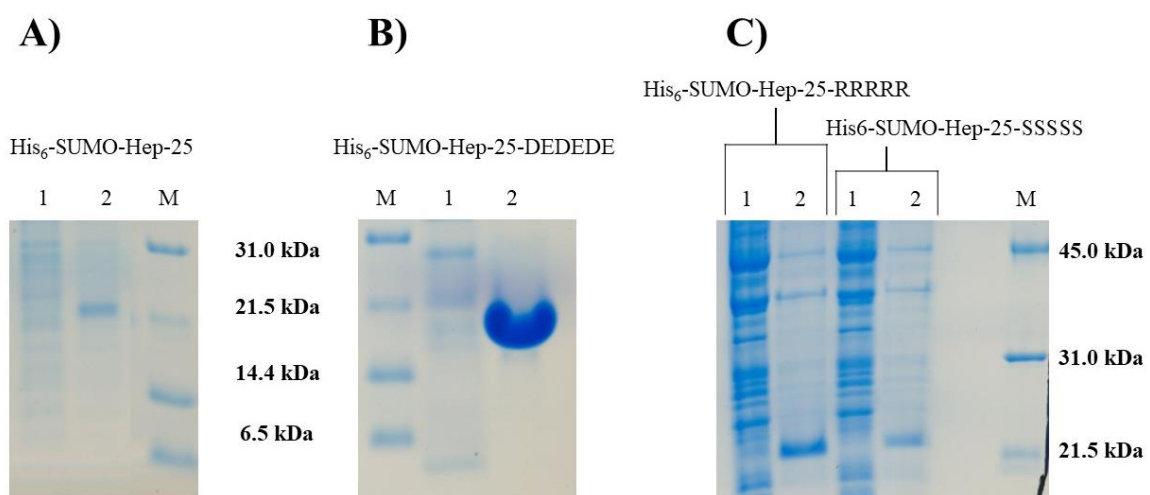 A)
B)
C)
His₆-SUMO-Hep-25-RRRRR
His6-SUMO-Hep-25-SSSSS
His₆-SUMO-Hep-25
His₆-SUMO-Hep-25-DEDEDE
1 2 M
M 1 2
1 2 1 2 M
31.0 kDa
21.5 kDa
14.4 kDa
6.5 kDa
45.0 kDa
31.0 kDa
21.5 kDa